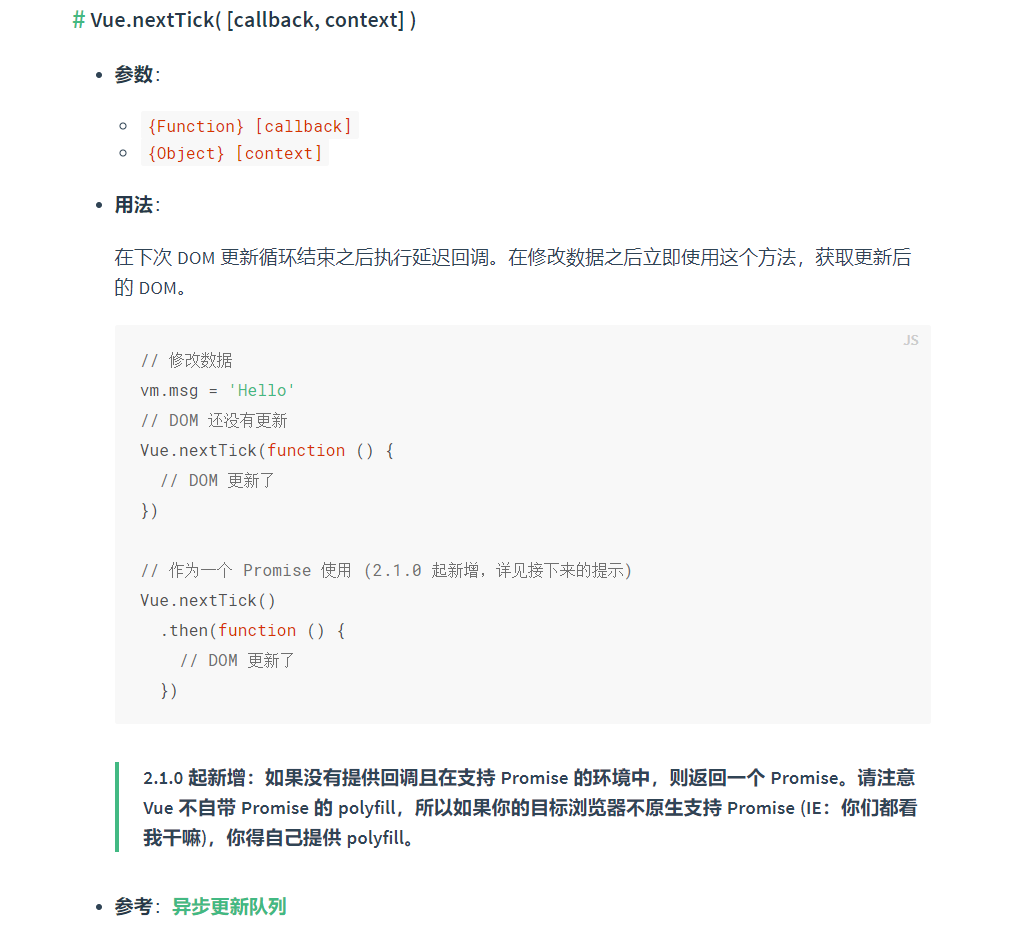 # Vue.nextTick( [callback, context] )
参数：
{Function} [callback]
{Object} [context]
用法：
在下次 DOM 更新循环结束之后执行延迟回调。在修改数据之后立即使用这个方法，获取更新后
的 DOM。
JS
// 修改数据
vm.msg = 'Hello'
// DOM 还没有更新
Vue.nextTick(function () {
  // DOM 更新了
})

// 作为一个 Promise 使用 (2.1.0 起新增，详见接下来的提示)
Vue.nextTick()
  .then(function () {
    // DOM 更新了
  })
2.1.0 起新增：如果没有提供回调且在支持 Promise 的环境中，则返回一个 Promise。请注意
Vue 不自带 Promise 的 polyfill，所以如果你的目标浏览器不原生支持 Promise (IE：你们都看
我干嘛)，你得自己提供 polyfill。
参考：异步更新队列